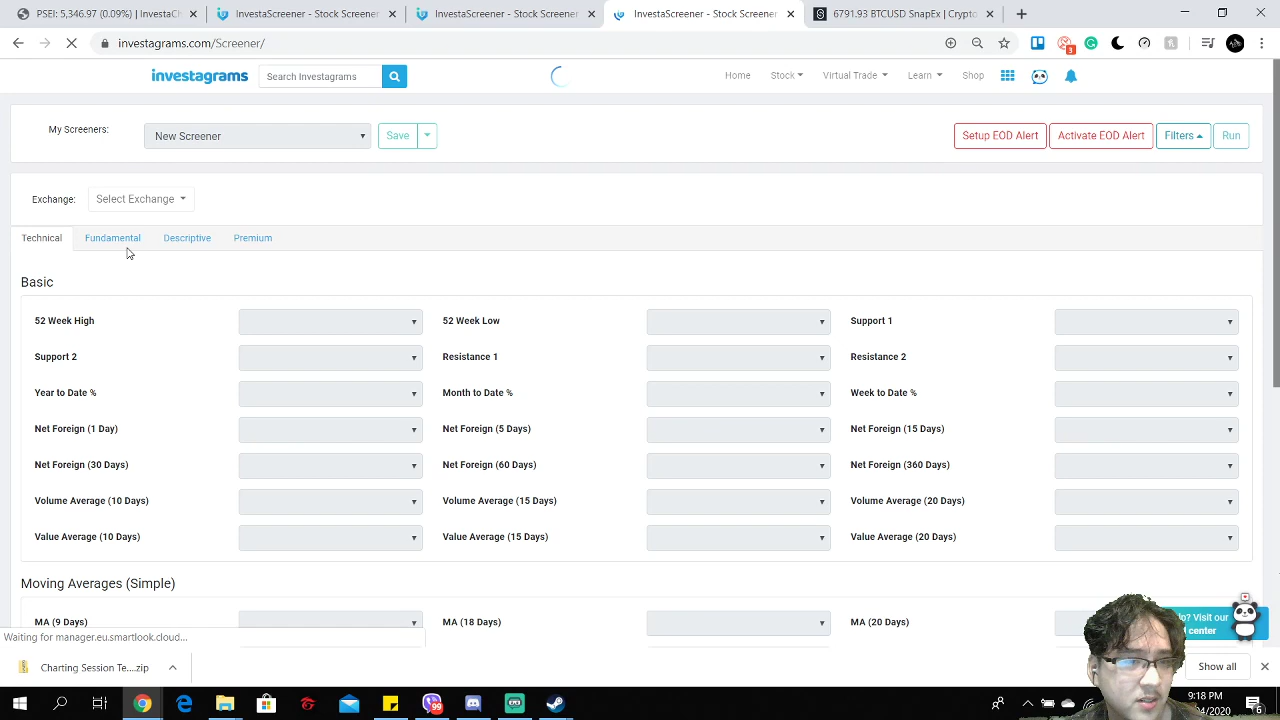 PSEI: 5,346.97 (0.09%) - InvestaCh
InvestaScreener - Stock Screener
InvestaScreener - Stock Screener
InvestaScreener - Stock Screener
6791.93 BTCUSD SnapEx | Crypto
investagrams.com/Screener/
3
investagrams
Search Investagrams
Home
Stock
Virtual Trade
Learn
Shop
My Screeners:
New Screener
Save
Setup EOD Alert
Activate EOD Alert
Filters
Run
Exchange:
Select Exchange
Technical
Fundamental
Descriptive
Premium
Basic
52 Week High
52 Week Low
Support 1
Support 2
Resistance 1
Resistance 2
Year to Date %
Month to Date %
Week to Date %
Net Foreign (1 Day)
Net Foreign (5 Days)
Net Foreign (15 Days)
Net Foreign (30 Days)
Net Foreign (60 Days)
Net Foreign (360 Days)
Volume Average (10 Days)
Volume Average (15 Days)
Volume Average (20 Days)
Value Average (10 Days)
Value Average (15 Days)
Value Average (20 Days)
Moving Averages (Simple)
MA (9 Days)
MA (18 Days)
MA (20 Days)
Visit our
center
Waiting for manager.eu.smartlook.cloud...
Charting Session Te....zip
Show all
99
9:18 PM
04/2020
6